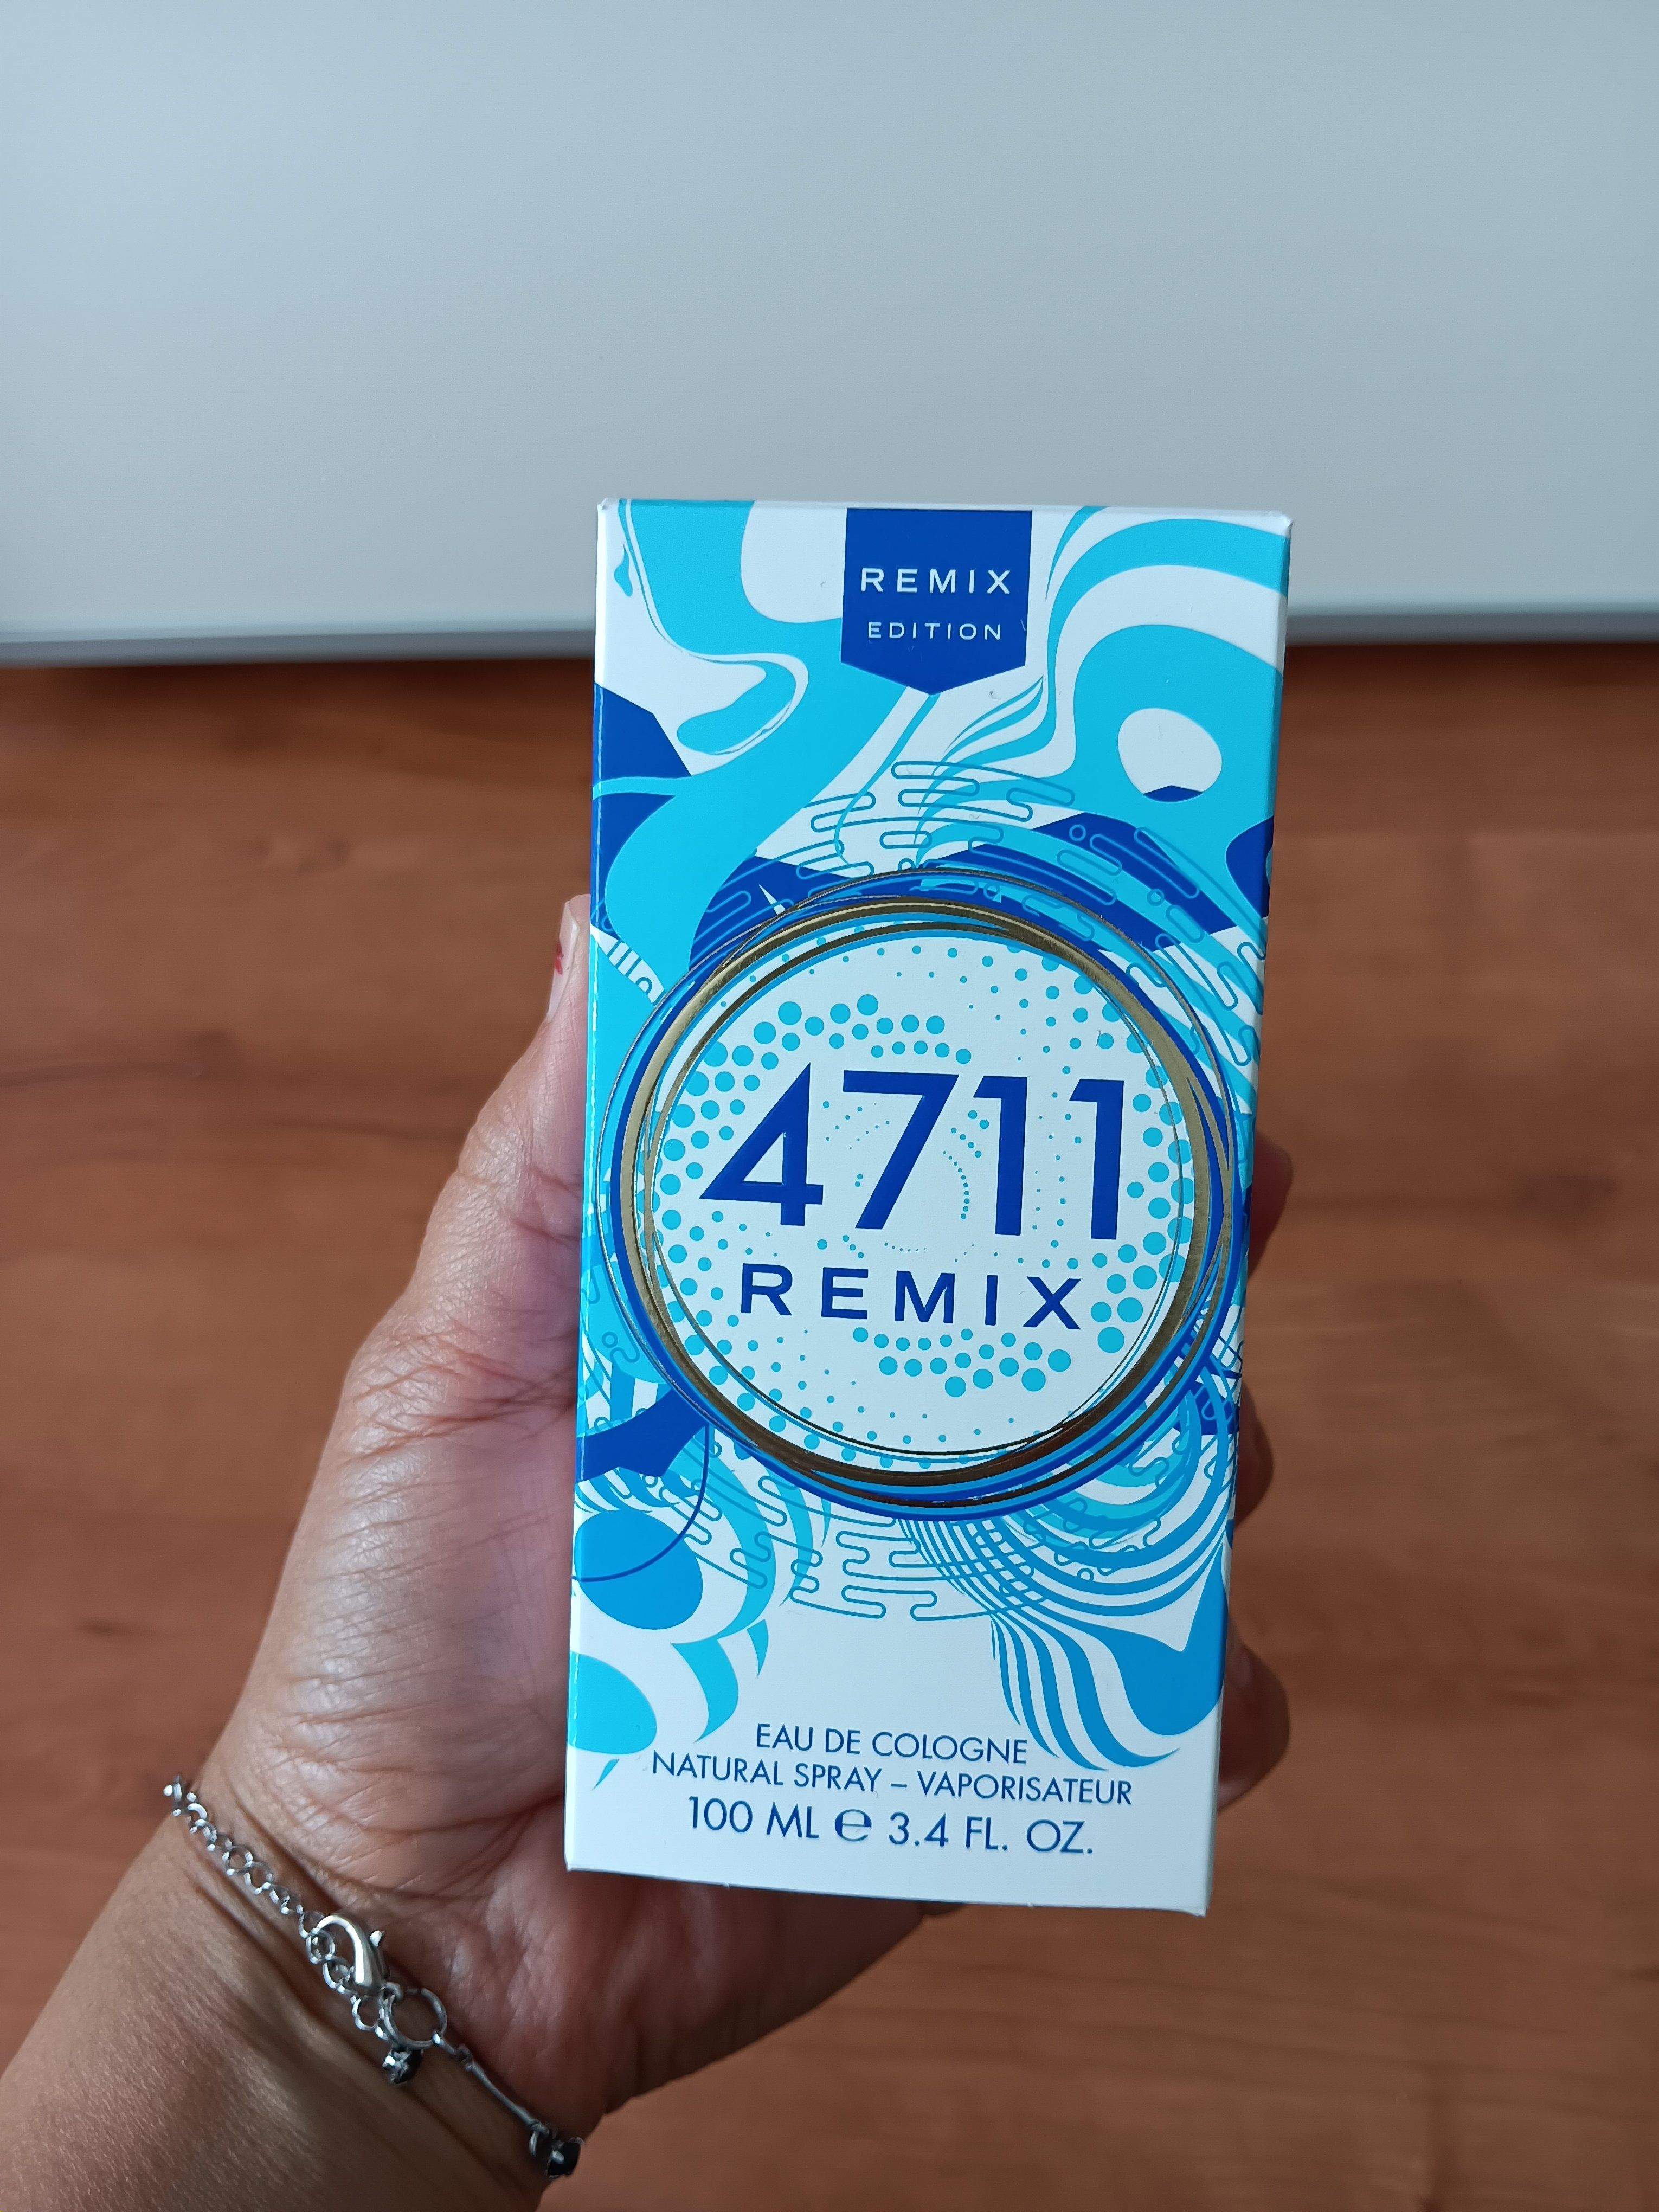 REMIX
EDITION
4711
REMIX
EAU DE COLOGNE
NATURAL SPRAY – VAPORISATEUR
100 ML ℮ 3.4 FL. OZ.